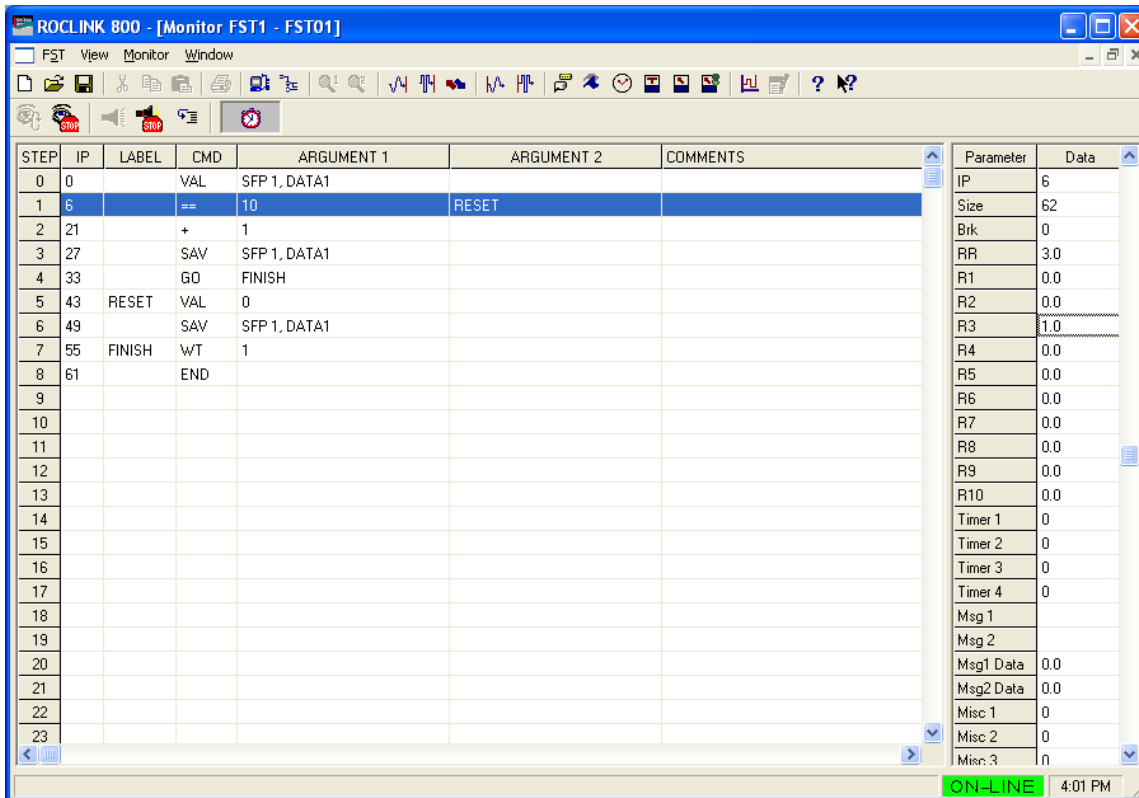 ROCLINK 800 - [Monitor FST1 - FST01]
FST View Monitor Window
STOP STOP
STEP IP LABEL CMD ARGUMENT 1 ARGUMENT 2 COMMENTS
0 0 VAL SFP 1, DATA1
1 6 == 10 RESET
2 21 + 1
3 27 SAV SFP 1, DATA1
4 33 GO FINISH
5 43 RESET VAL 0
6 49 SAV SFP 1, DATA1
7 55 FINISH WT 1
8 61 END
9
10
11
12
13
14
15
16
17
18
19
20
21
22
23
Parameter Data
IP 6
Size 62
Brk 0
RR 3.0
R1 0.0
R2 0.0
R3 1.0
R4 0.0
R5 0.0
R6 0.0
R7 0.0
R8 0.0
R9 0.0
R10 0.0
Timer 1 0
Timer 2 0
Timer 3 0
Timer 4 0
Msg 1
Msg 2
Msg1 Data 0.0
Msg2 Data 0.0
Misc 1 0
Misc 2 0
Misc 3 0
ON-LINE 4:01 PM